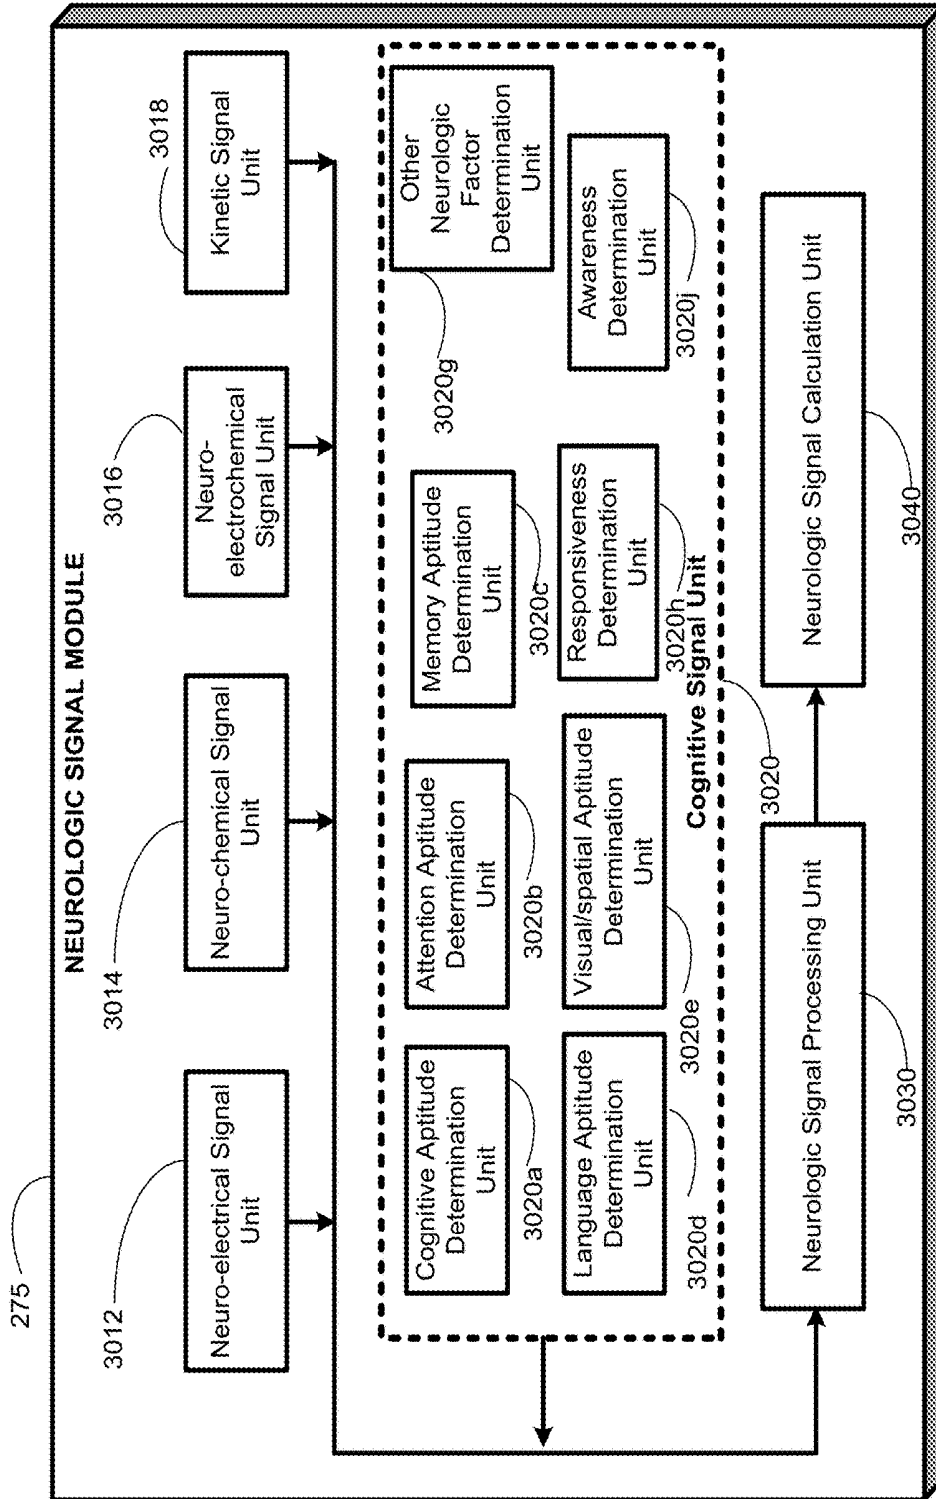 275
NEUROLOGIC SIGNAL MODULE
3012
Neuro-electrical Signal
Unit
3014
Neuro-chemical Signal
Unit
3016
Neuro-
electrochemical
Signal Unit
3018
Kinetic Signal
Unit
Cognitive Aptitude
Determination
Unit
3020a
Attention Aptitude
Determination
Unit
3020b
Memory Aptitude
Determination
Unit
3020c
Other
Neurologic
Factor
Determination
Unit
3020g
Language Aptitude
Determination
Unit
3020d
Visual/spatial Aptitude
Determination
Unit
3020e
Responsiveness
Determination
Unit
3020h
Awareness
Determination
Unit
3020j
Cognitive Signal Unit
3020
Neurologic Signal Processing Unit
3030
Neurologic Signal Calculation Unit
3040